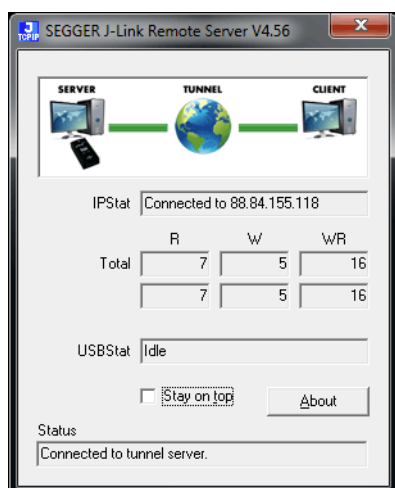 J
TCPIP
SEGGER J-Link Remote Server V4.56
SERVER TUNNEL CLIENT
IPStat Connected to 88.84.155.118
R W WR
Total 7 5 16
7 5 16
USBStat Idle
Stay on top About
Status
Connected to tunnel server.